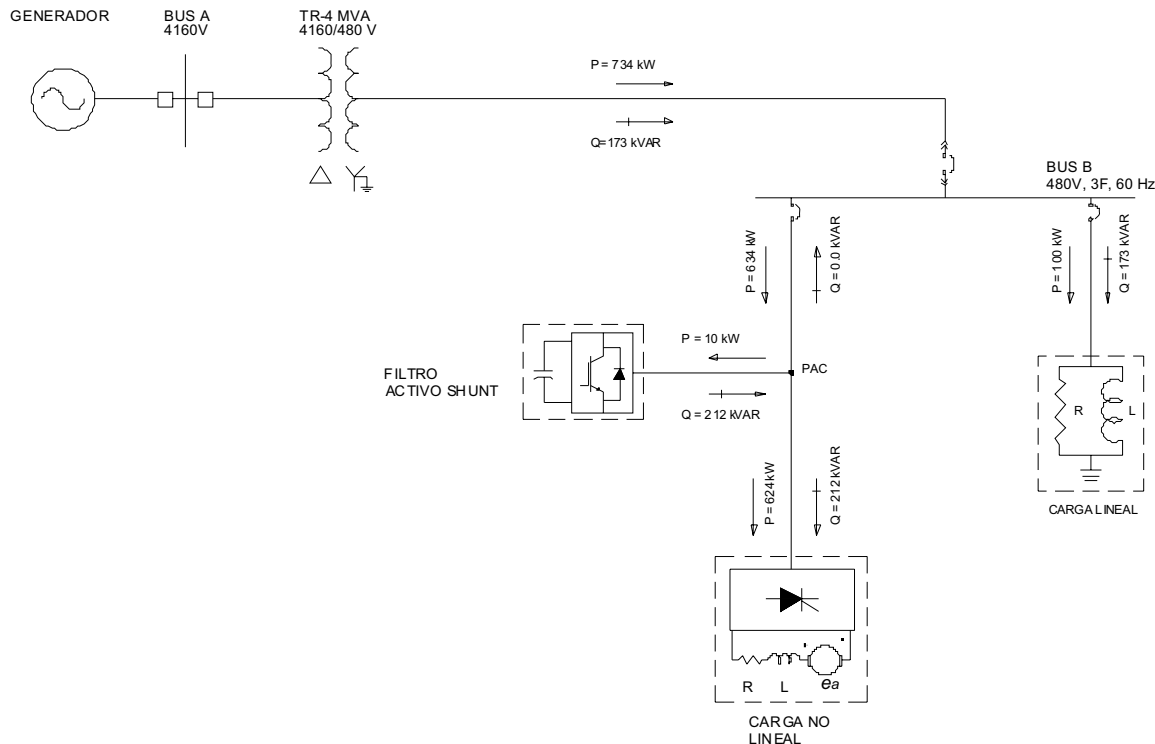 GENERADOR
BUS A
4160V
TR-4 MVA
4160/480 V
P = 734 kW
Q= 173 kVAR
BUS B
480V, 3F, 60 Hz
P = 634 kW
Q = 0.0 kVAR
P = 100 kW
Q = 173 kVAR
P = 10 kW
PAC
FILTRO
ACTIVO SHUNT
Q = 212 kVAR
R
L
P = 624 kW
Q = 212 kVAR
CARGA LINEAL
R
L
ea
CARGA NO
LINEAL